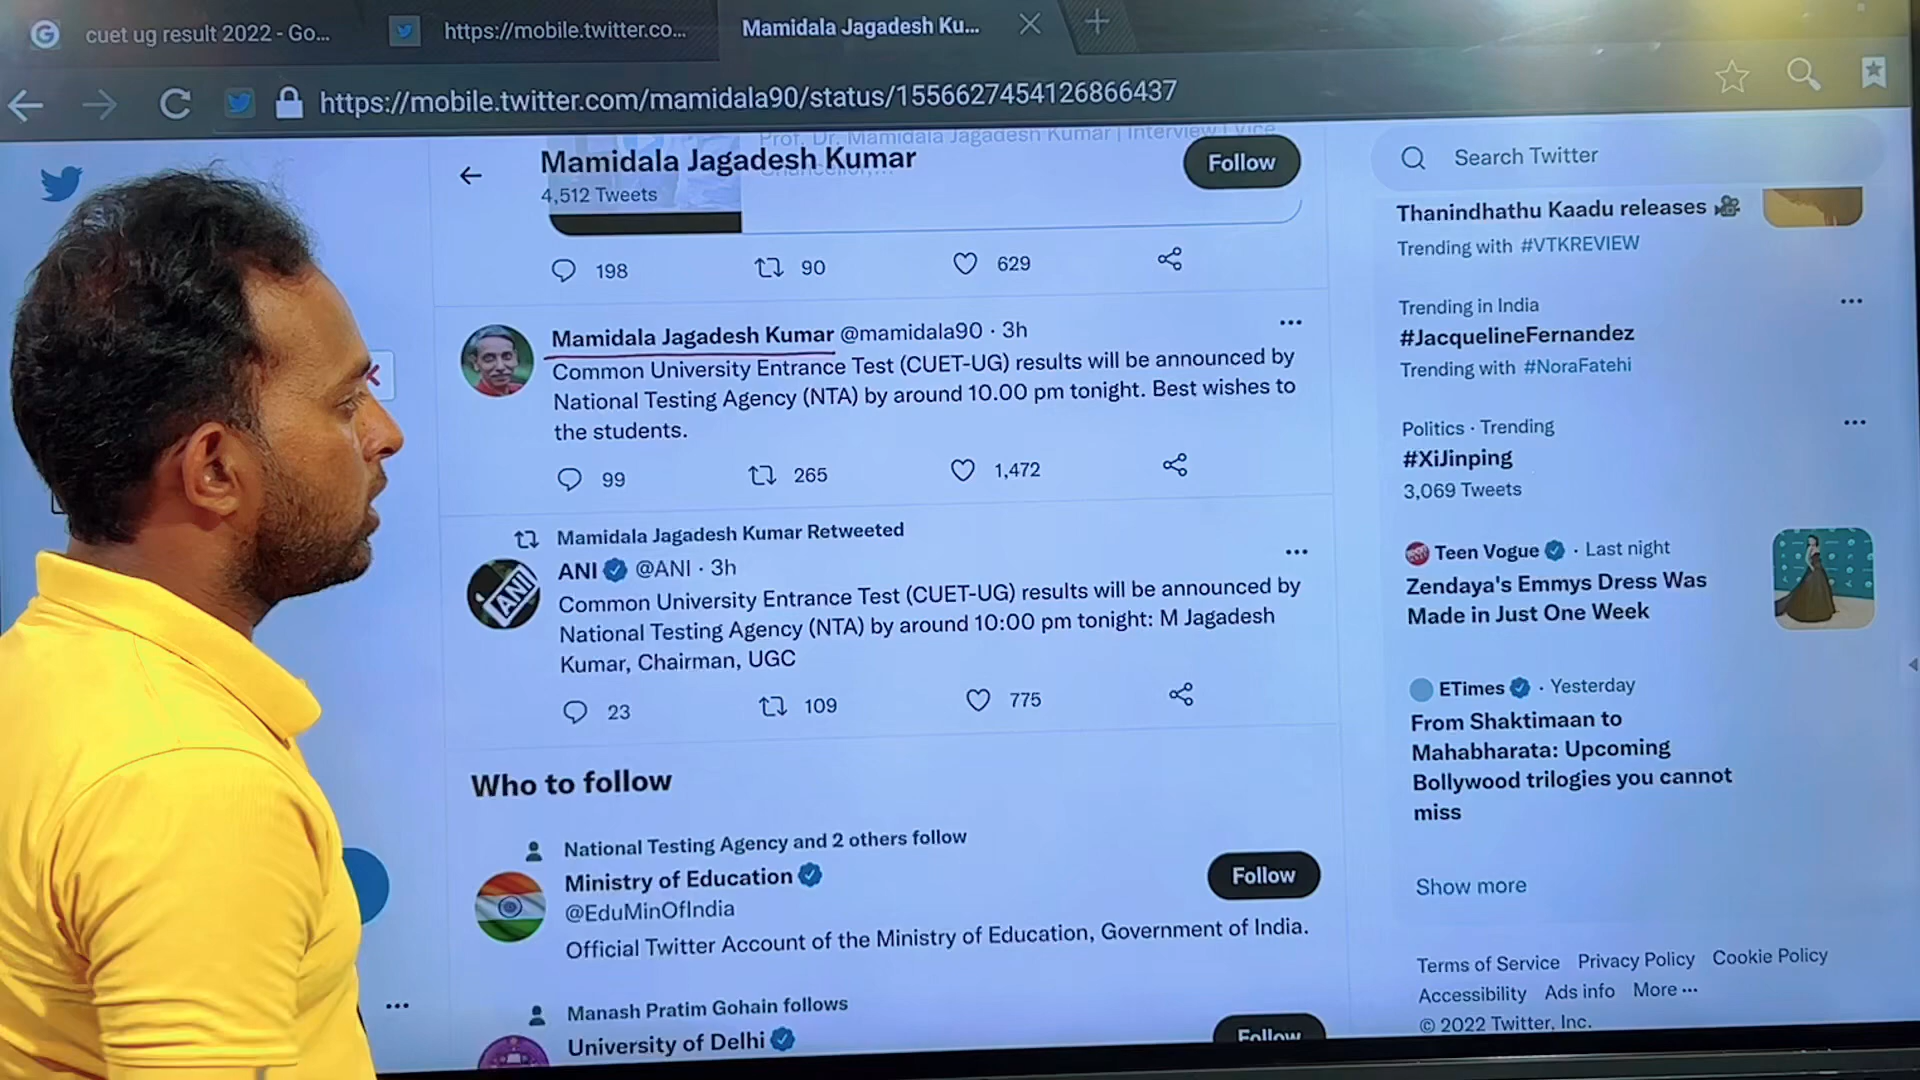 cuet ug result 2022 - Go...
https://mobile.twitter.co...
Mamidala Jagadesh Ku...
https://mobile.twitter.com/mamidala90/status/1556627454126866437
Prof. Dr. Mamidala Jagadesh Kumar | Interview | Vice
Chancellor,...
Mamidala Jagadesh Kumar
4,512 Tweets
Follow
198
90
629
Mamidala Jagadesh Kumar @mamidala90 · 3h
Common University Entrance Test (CUET-UG) results will be announced by
National Testing Agency (NTA) by around 10.00 pm tonight. Best wishes to
the students.
99
265
1,472
Mamidala Jagadesh Kumar Retweeted
ANI @ANI · 3h
ANI
Common University Entrance Test (CUET-UG) results will be announced by
National Testing Agency (NTA) by around 10:00 pm tonight: M Jagadesh
Kumar, Chairman, UGC
23
109
775
Who to follow
National Testing Agency and 2 others follow
Ministry of Education
@EduMinOfIndia
Follow
Official Twitter Account of the Ministry of Education, Government of India.
Manash Pratim Gohain follows
University of Delhi
Follow
Search Twitter
Thanindhathu Kaadu releases
Trending with #VTKREVIEW
Trending in India
#JacquelineFernandez
Trending with #NoraFatehi
Politics · Trending
#XiJinping
3,069 Tweets
Teen Vogue · Last night
Zendaya's Emmys Dress Was
Made in Just One Week
ETimes · Yesterday
From Shaktimaan to
Mahabharata: Upcoming
Bollywood trilogies you cannot
miss
Show more
Terms of Service Privacy Policy Cookie Policy
Accessibility Ads info More ...
© 2022 Twitter, Inc.